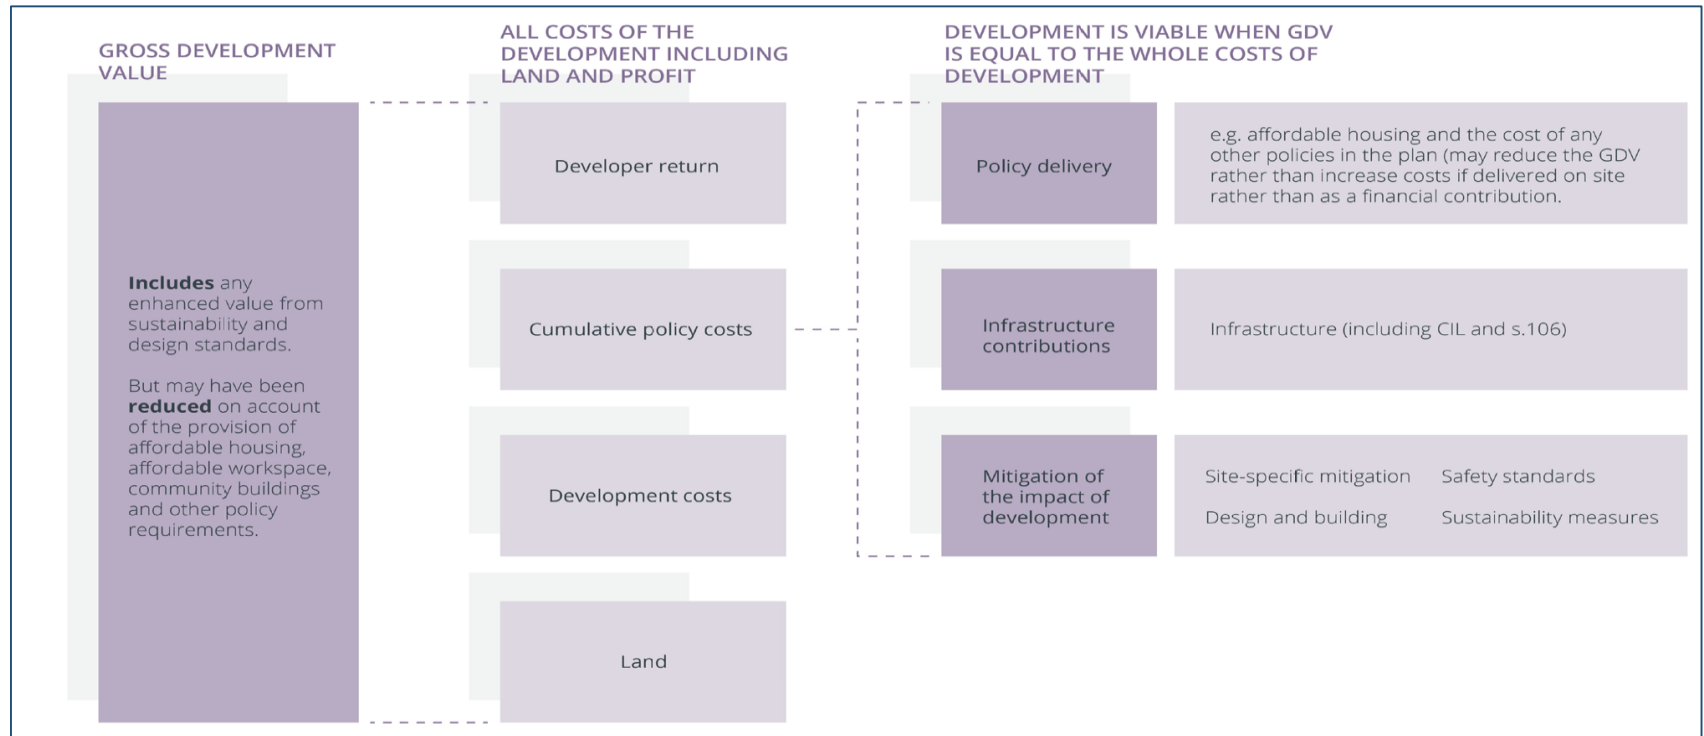 GROSS DEVELOPMENT
VALUE
Includes any
enhanced value from
sustainability and
design standards.
But may have been
reduced on account
of the provision of
affordable housing,
affordable workspace,
community buildings
and other policy
requirements.
ALL COSTS OF THE
DEVELOPMENT INCLUDING
LAND AND PROFIT
Developer return
Cumulative policy costs
Development costs
Land
DEVELOPMENT IS VIABLE WHEN GDV
IS EQUAL TO THE WHOLE COSTS OF
DEVELOPMENT
Policy delivery
e.g. affordable housing and the cost of any
other policies in the plan (may reduce the GDV
rather than increase costs if delivered on site
rather than as a financial contribution.
Infrastructure
contributions
Infrastructure (including CIL and s.106)
Mitigation of
the impact of
development
Site-specific mitigation Safety standards
Design and building Sustainability measures